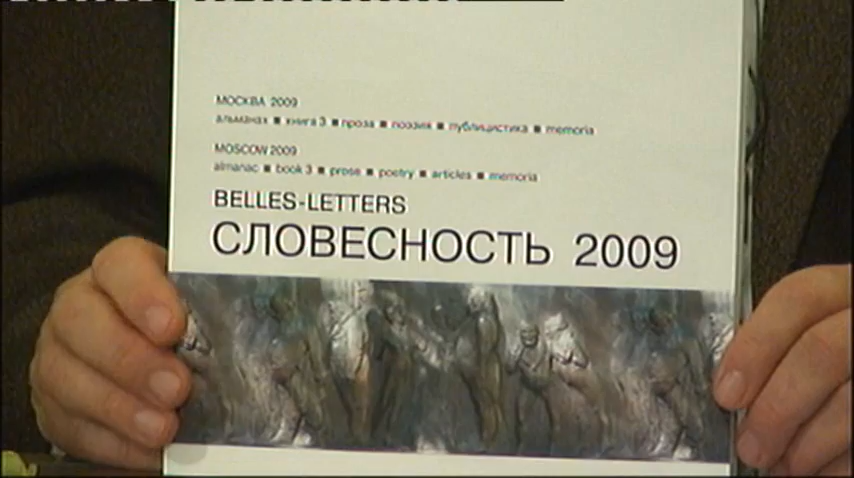 МОСКВА 2009
альманах ■ книга 3 ■ проза ■ поэзия ■ публицистика ■ memoria
MOSCOW 2009
almanac ■ book 3 ■ prose ■ poetry ■ articles ■ memoria
BELLES-LETTERS
СЛОВЕСНОСТЬ 2009